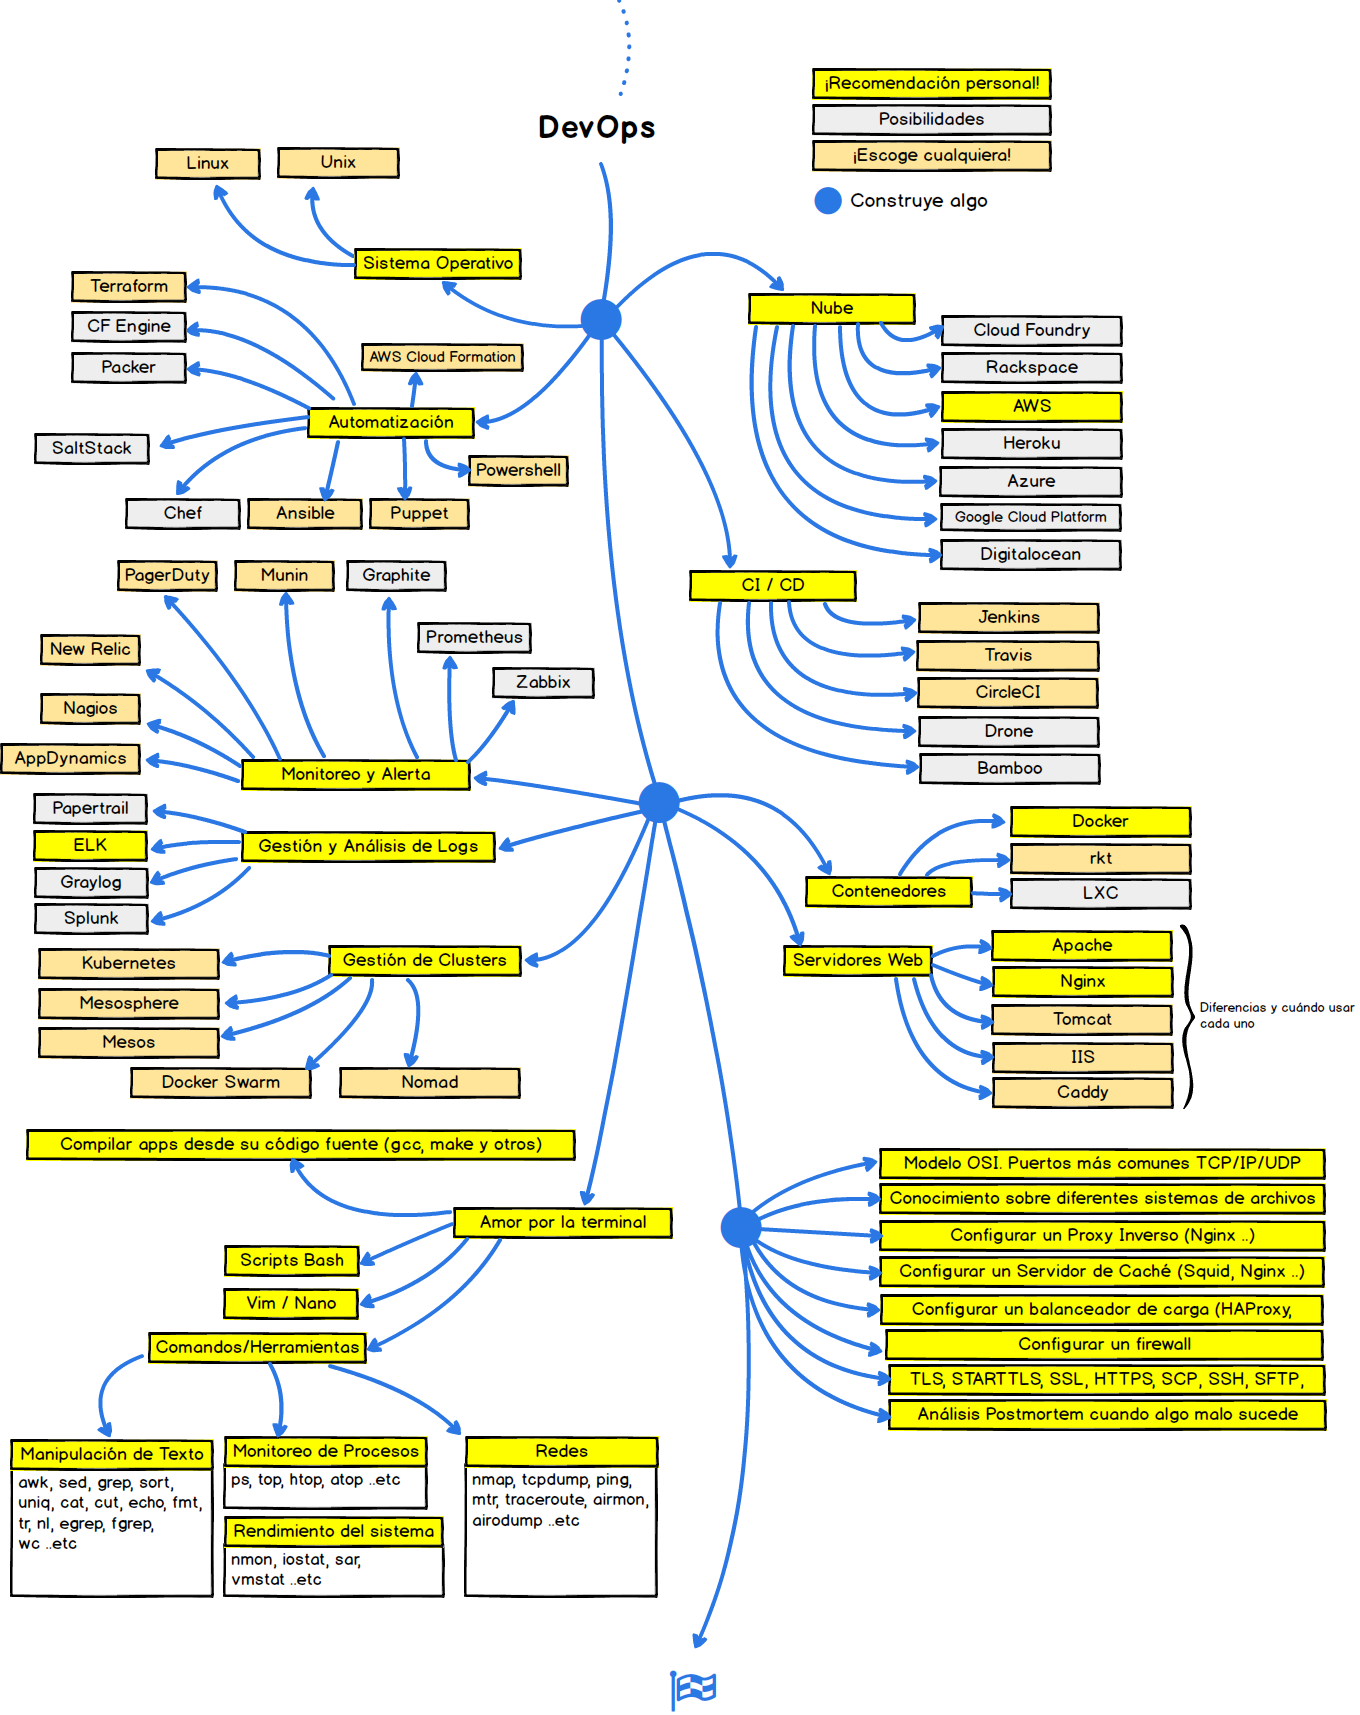 DevOps
¡Recomendación personal!
Posibilidades
¡Escoge cualquiera!
Construye algo
Linux
Unix
Sistema Operativo
Terraform
CF Engine
Packer
AWS Cloud Formation
Automatización
SaltStack
Powershell
Chef
Ansible
Puppet
Nube
Cloud Foundry
Rackspace
AWS
Heroku
Azure
Google Cloud Platform
Digitalocean
CI / CD
Jenkins
Travis
CircleCI
Drone
Bamboo
PagerDuty
Munin
Graphite
Prometheus
Zabbix
New Relic
Nagios
AppDynamics
Monitoreo y Alerta
Papertrail
ELK
Graylog
Splunk
Gestión y Análisis de Logs
Contenedores
Docker
rkt
LXC
Servidores Web
Apache
Nginx
Tomcat
IIS
Caddy
Diferencias y cuándo usar
cada uno
Gestión de Clusters
Kubernetes
Mesosphere
Mesos
Docker Swarm
Nomad
Compilar apps desde su código fuente (gcc, make y otros)
Amor por la terminal
Scripts Bash
Vim / Nano
Comandos/Herramientas
Modelo OSI. Puertos más comunes TCP/IP/UDP
Conocimiento sobre diferentes sistemas de archivos
Configurar un Proxy Inverso (Nginx ..)
Configurar un Servidor de Caché (Squid, Nginx ..)
Configurar un balanceador de carga (HAProxy,
Configurar un firewall
TLS, STARTTLS, SSL, HTTPS, SCP, SSH, SFTP,
Análisis Postmortem cuando algo malo sucede
Manipulación de Texto
awk, sed, grep, sort,
uniq, cat, cut, echo, fmt,
tr, nl, egrep, fgrep,
wc ..etc
Monitoreo de Procesos
ps, top, htop, atop ..etc
Rendimiento del sistema
nmon, iostat, sar,
vmstat ..etc
Redes
nmap, tcpdump, ping,
mtr, traceroute, airmon,
airodump ..etc